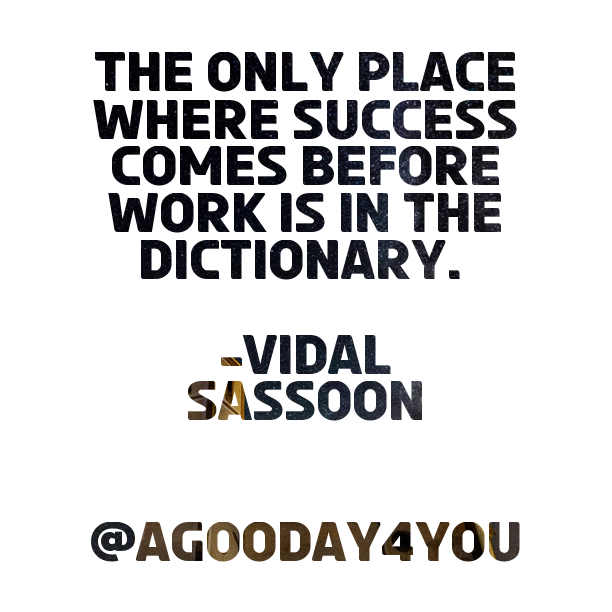 THE ONLY PLACE
WHERE SUCCESS
COMES BEFORE
WORK IS IN THE
DICTIONARY.
-VIDAL
SASSOON
@AGOODAY4YOU